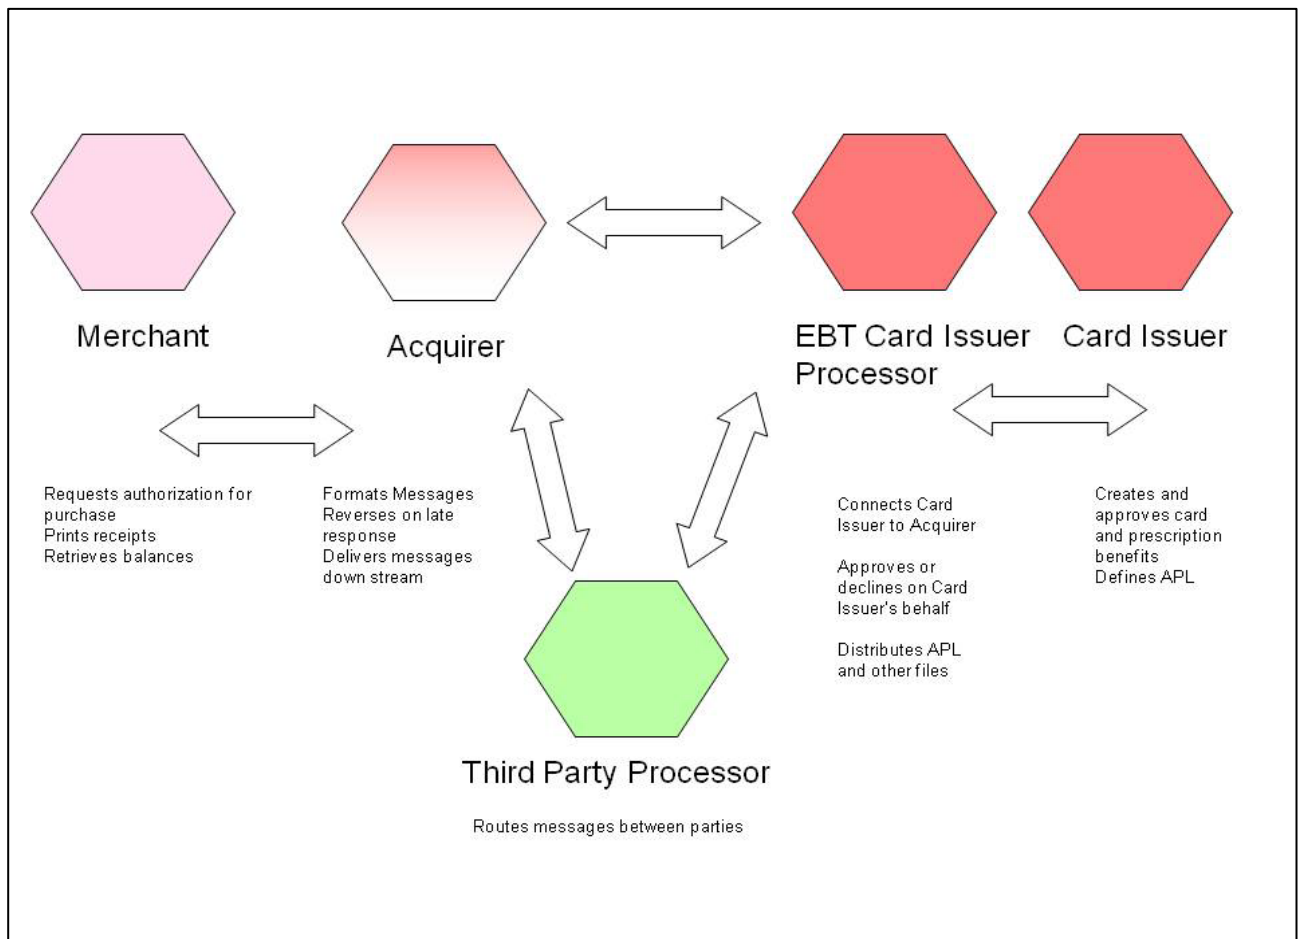 Merchant
Acquirer
EBT Card Issuer
Processor
Card Issuer
Requests authorization for
purchase
Prints receipts
Retrieves balances
Formats Messages
Reverses on late
response
Delivers messages
down stream
Connects Card
Issuer to Acquirer
Approves or
declines on Card
Issuer's behalf
Distributes APL
and other files
Creates and
approves card
and prescription
benefits
Defines APL
Third Party Processor
Routes messages between parties